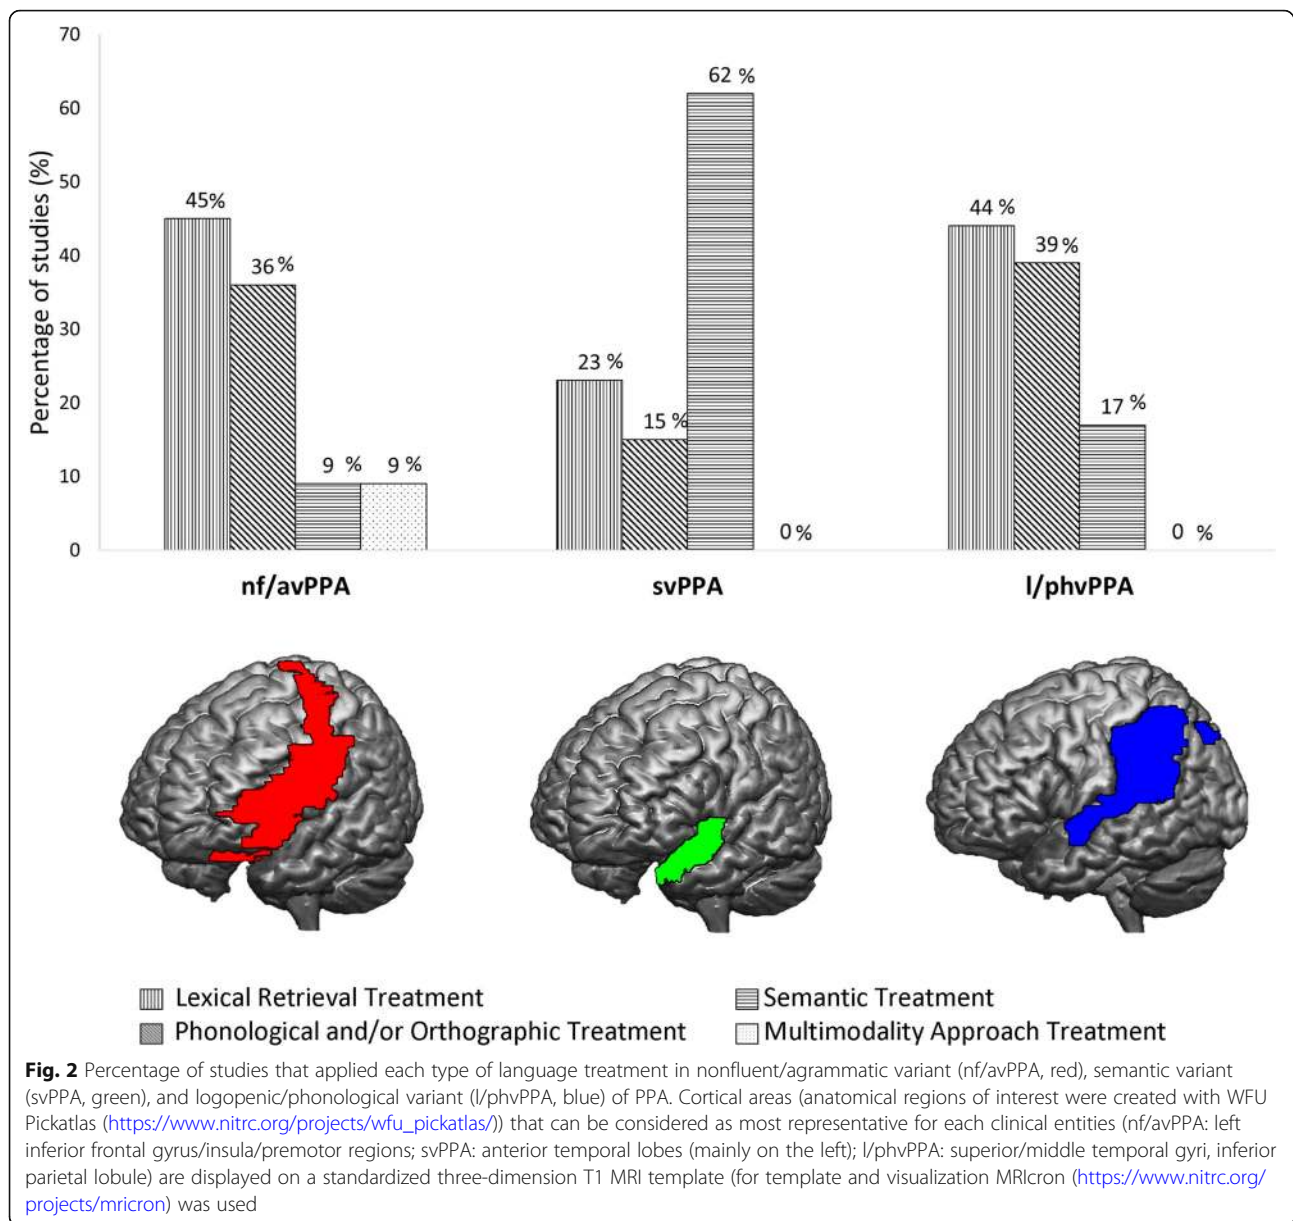 70
60
50
40
30
20
10
0
Percentage of studies (%)
45%
36 %
9 %
9 %
23 %
15 %
62 %
0 %
44 %
39 %
17 %
0 %
nf/avPPA
svPPA
l/phvPPA
Lexical Retrieval Treatment
Semantic Treatment
Phonological and/or Orthographic Treatment
Multimodality Approach Treatment
Fig. 2 Percentage of studies that applied each type of language treatment in nonfluent/agrammatic variant (nf/avPPA, red), semantic variant
(svPPA, green), and logopenic/phonological variant (l/phvPPA, blue) of PPA. Cortical areas (anatomical regions of interest were created with WFU
Pickatlas (https://www.nitrc.org/projects/wfu_pickatlas/)) that can be considered as most representative for each clinical entities (nf/avPPA: left
inferior frontal gyrus/insula/premotor regions; svPPA: anterior temporal lobes (mainly on the left); l/phvPPA: superior/middle temporal gyri, inferior
parietal lobule) are displayed on a standardized three-dimension T1 MRI template (for template and visualization MRIcron (https://www.nitrc.org/
projects/mricron) was used